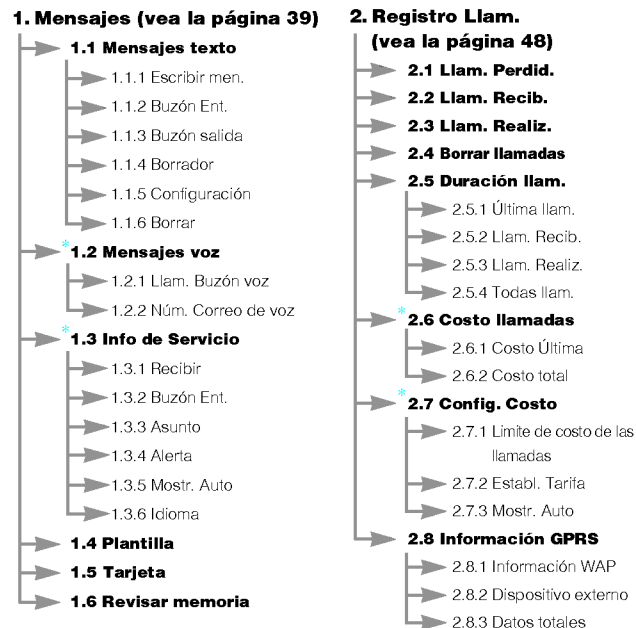 1. Mensajes (vea la página 39)
1.1 Mensajes texto
1.1.1 Escribir men.
1.1.2 Buzón Ent.
1.1.3 Buzón salida
1.1.4 Borrador
1.1.5 Configuración
1.1.6 Borrar
*1.2 Mensajes voz
1.2.1 Llam. Buzón voz
1.2.2 Núm. Correo de voz
*1.3 Info de Servicio
1.3.1 Recibir
1.3.2 Buzón Ent.
1.3.3 Asunto
1.3.4 Alerta
1.3.5 Mostr. Auto
1.3.6 Idioma
1.4 Plantilla
1.5 Tarjeta
1.6 Revisar memoria
2. Registro Llam.
(vea la página 48)
2.1 Llam. Perdid.
2.2 Llam. Recib.
2.3 Llam. Realiz.
2.4 Borrar llamadas
2.5 Duración llam.
2.5.1 Última llam.
2.5.2 Llam. Recib.
2.5.3 Llam. Realiz.
2.5.4 Todas llam.
*2.6 Costo llamadas
2.6.1 Costo Última
2.6.2 Costo total
*2.7 Config. Costo
2.7.1 Limite de costo de las
llamadas
2.7.2 Establ. Tarifa
2.7.3 Mostr. Auto
2.8 Información GPRS
2.8.1 Información WAP
2.8.2 Dispositivo externo
2.8.3 Datos totales